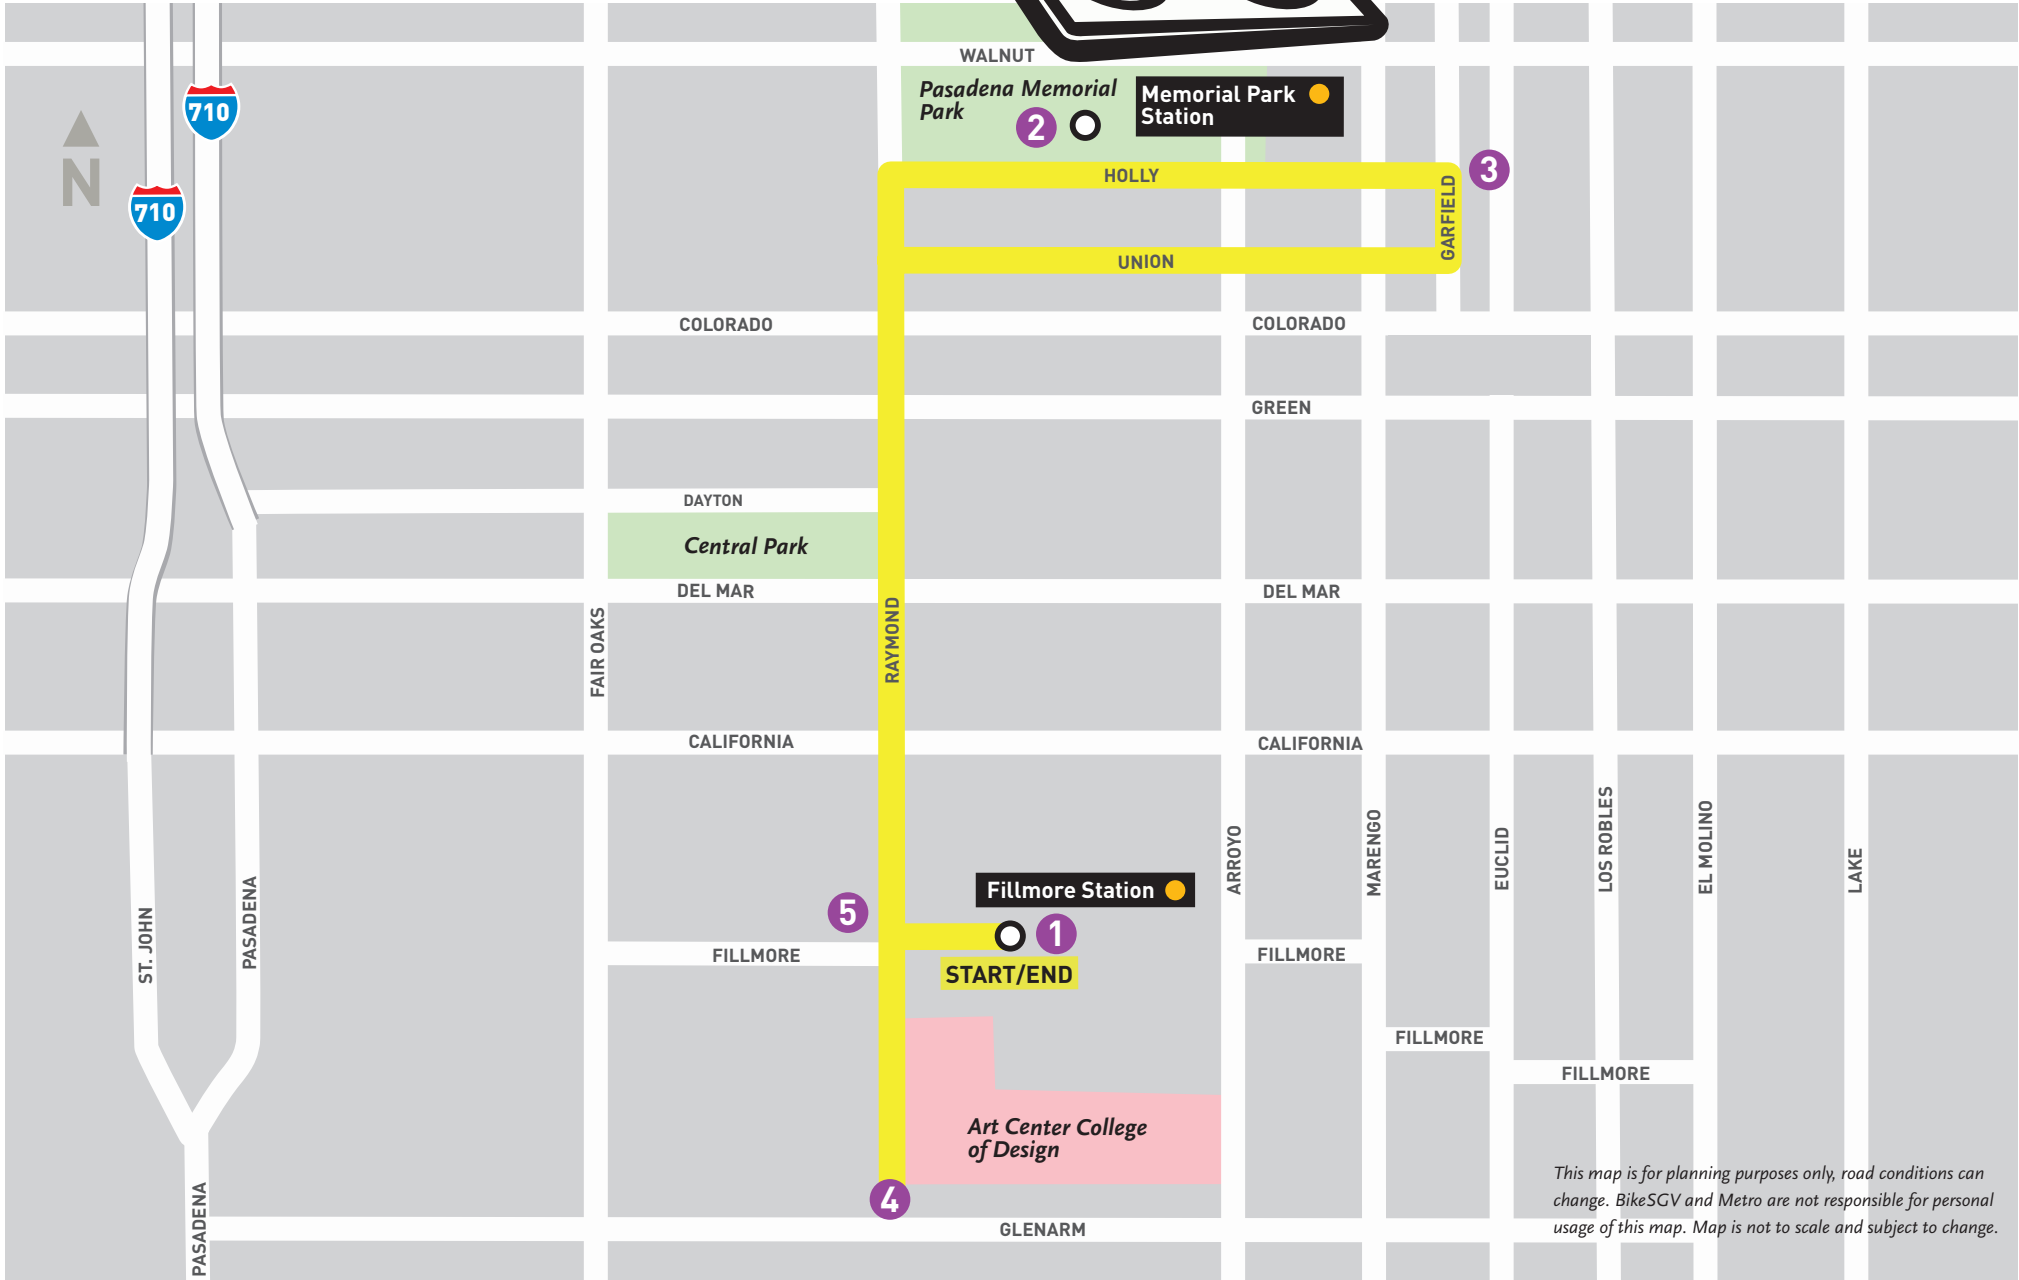 WALNUT
Pasadena Memorial
Park
2
Memorial Park
Station
710
N
710
HOLLY
3
GARFIELD
UNION
COLORADO
COLORADO
GREEN
DAYTON
Central Park
DEL MAR
DEL MAR
FAIR OAKS
RAYMOND
CALIFORNIA
CALIFORNIA
ARROYO
MARENGO
EUCLID
LOS ROBLES
EL MOLINO
LAKE
ST. JOHN
PASADENA
Fillmore Station
5
1
FILLMORE
START/END
FILLMORE
FILLMORE
FILLMORE
Art Center College
of Design
4
PASADENA
GLENARM
This map is for planning purposes only, road conditions can
change. BikeSGV and Metro are not responsible for personal
usage of this map. Map is not to scale and subject to change.